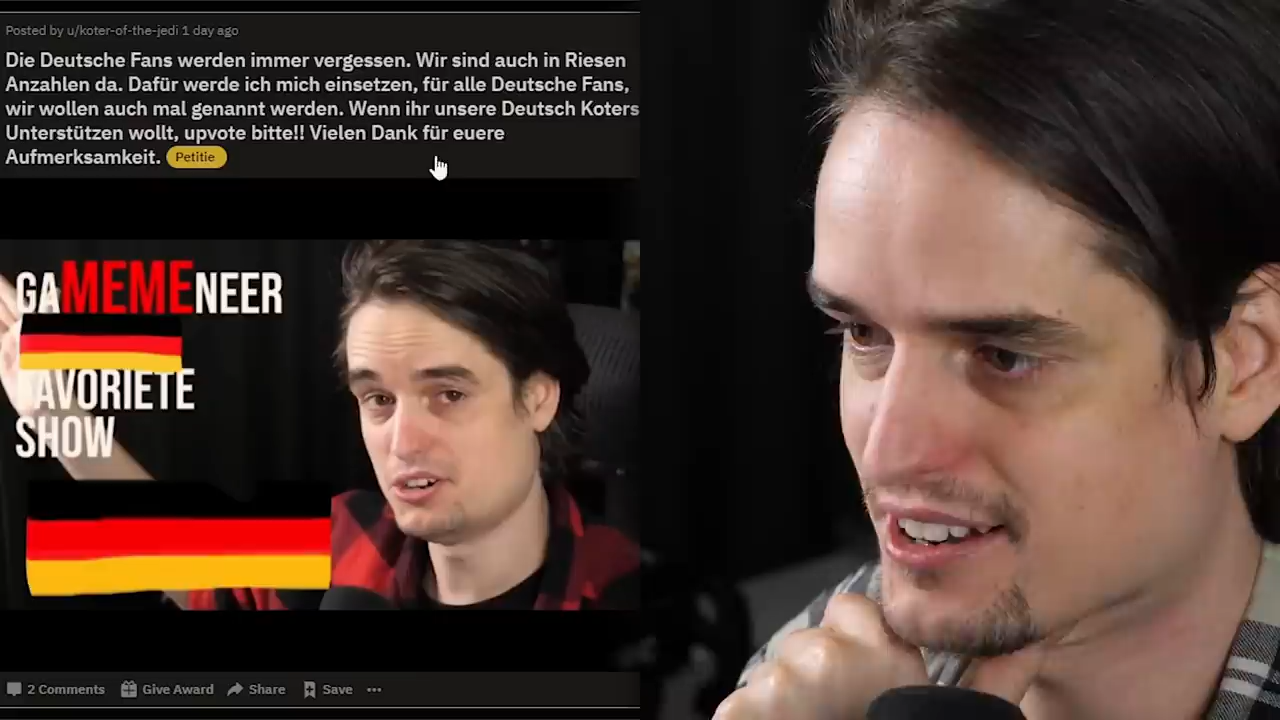 Posted by u/koter-of-the-jedi 1 day ago
Die Deutsche Fans werden immer vergessen. Wir sind auch in Riesen
Anzahlen da. Dafür werde ich mich einsetzen, für alle Deutsche Fans,
wir wollen auch mal genannt werden. Wenn ihr unsere Deutsch Koters
Unterstützen wollt, upvote bitte!! Vielen Dank für euere
Aufmerksamkeit. Petitie
GAMEMENEER
FAVORIETE
SHOW
2 Comments Give Award Share Save